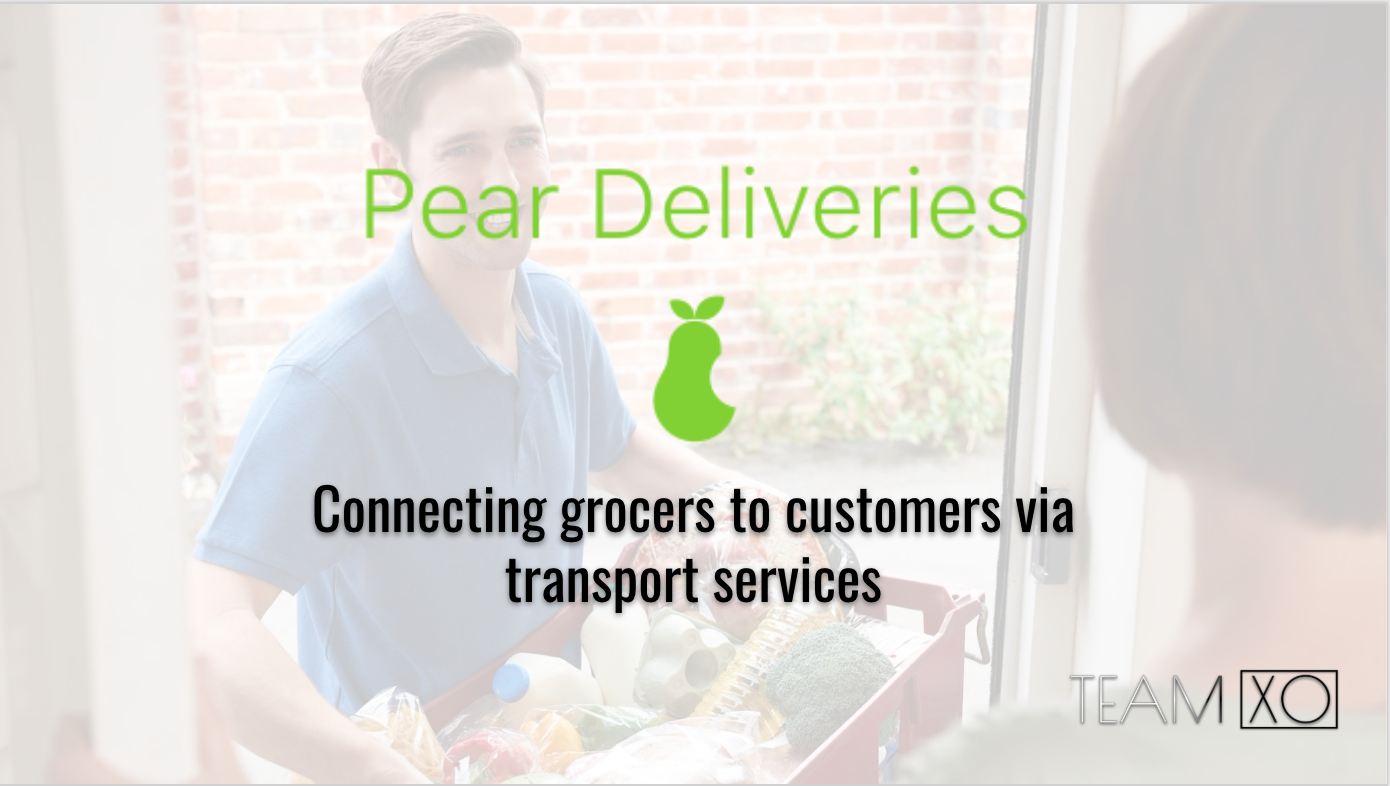 Pear Deliveries
Connecting grocers to customers via
transport services
TEAM XO